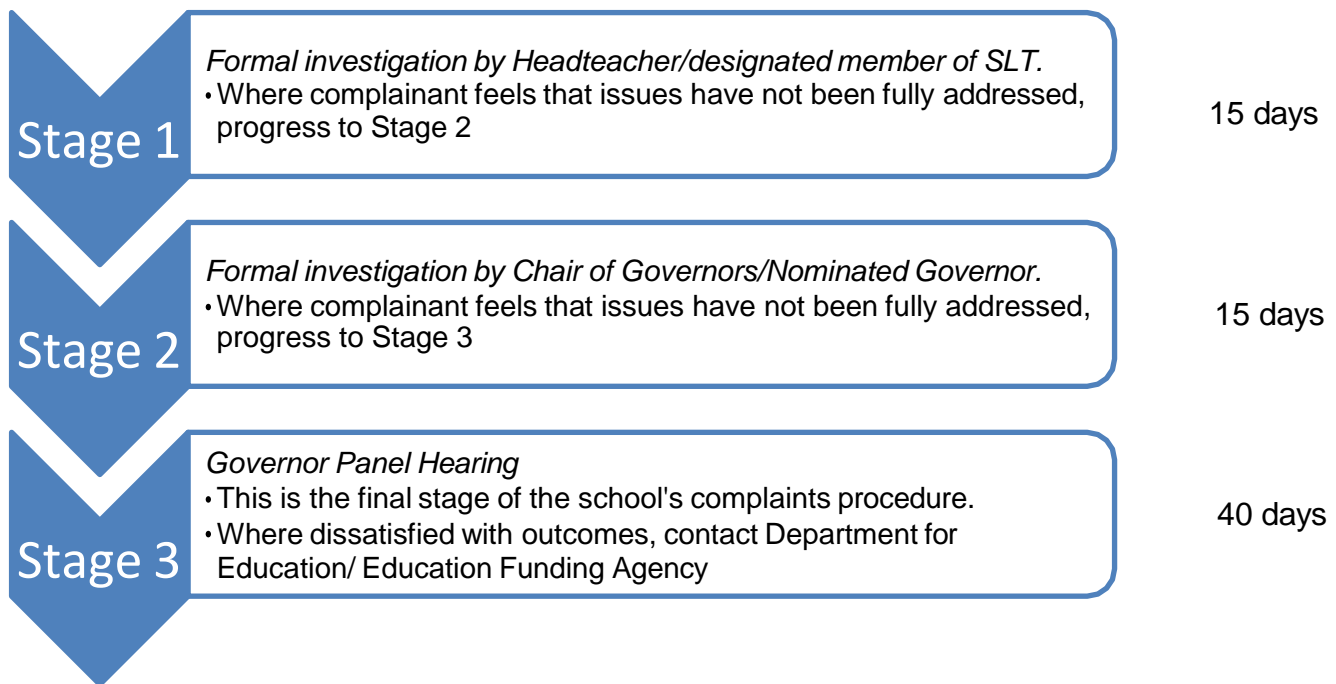 Stage 1
Formal investigation by Headteacher/designated member of SLT.
• Where complainant feels that issues have not been fully addressed,
progress to Stage 2
15 days
Stage 2
Formal investigation by Chair of Governors/Nominated Governor.
• Where complainant feels that issues have not been fully addressed,
progress to Stage 3
15 days
Stage 3
Governor Panel Hearing
• This is the final stage of the school's complaints procedure.
• Where dissatisfied with outcomes, contact Department for
Education/ Education Funding Agency
40 days